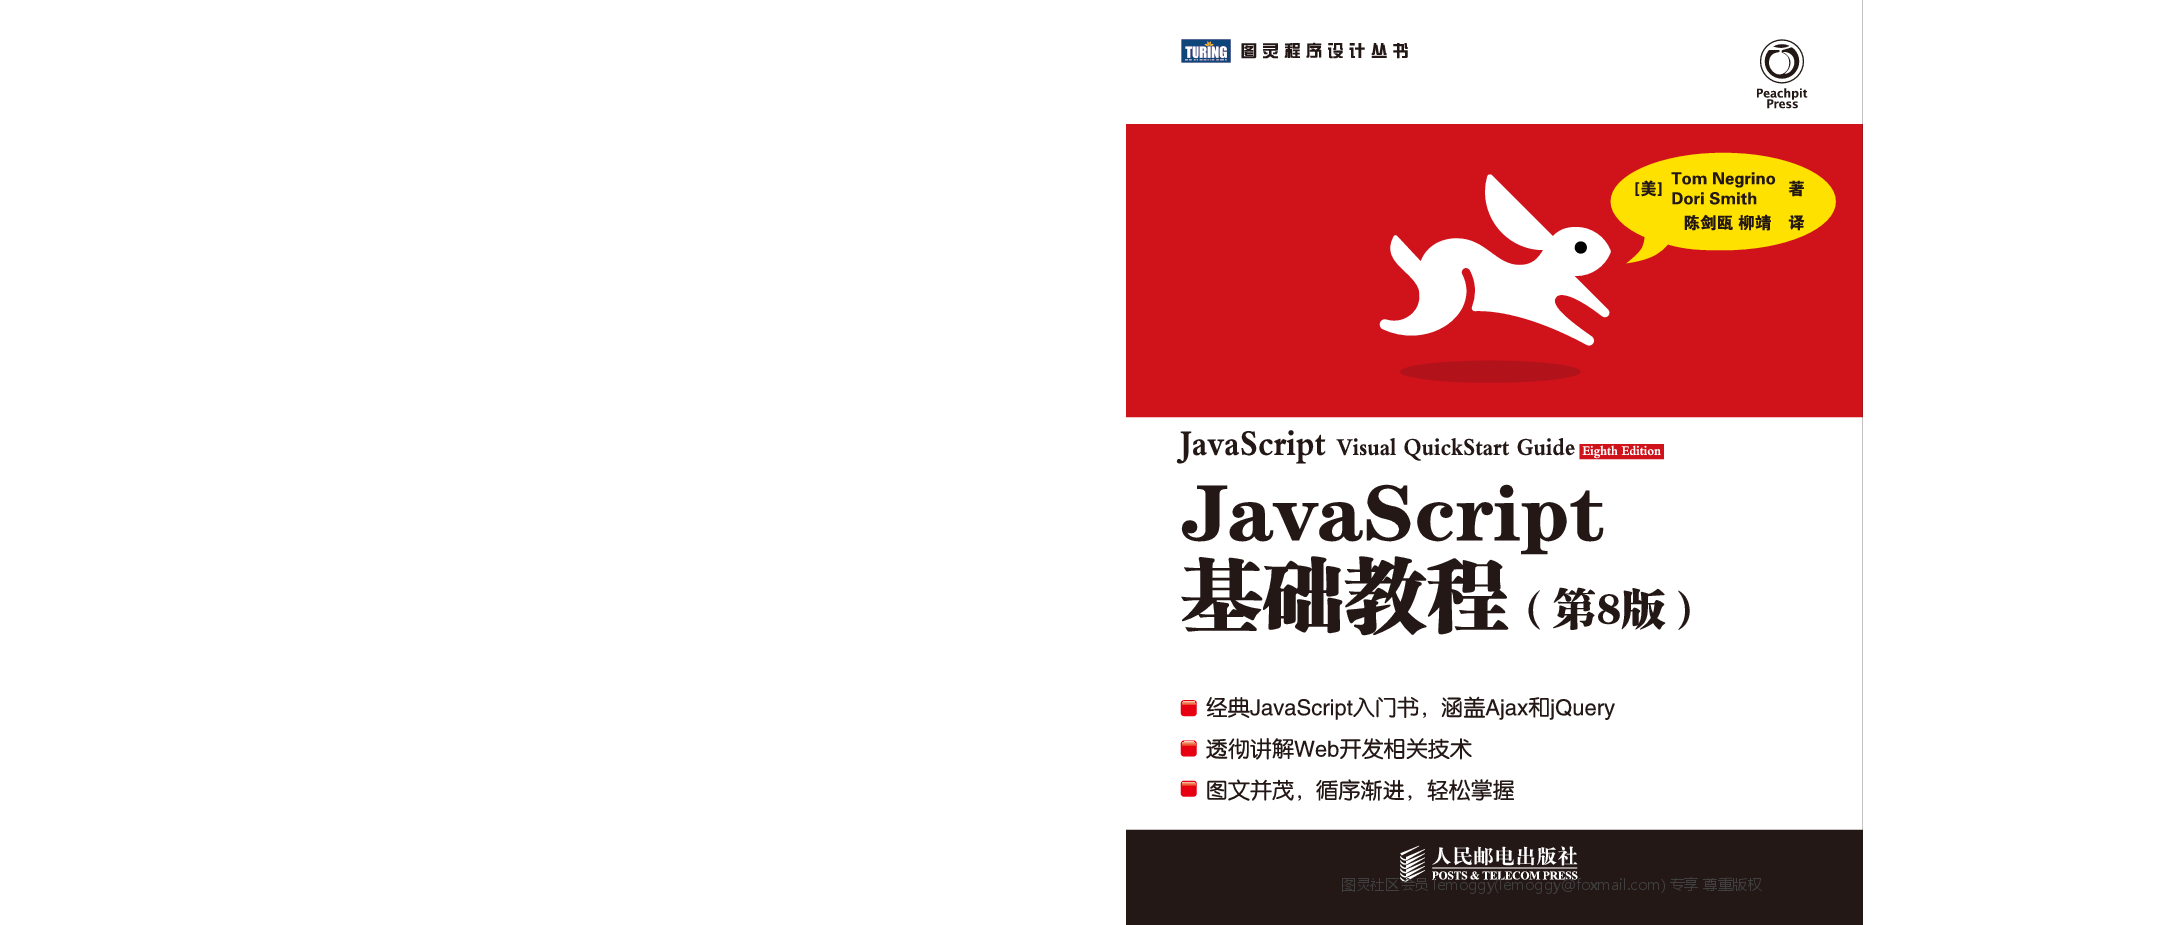 TURING 图灵程序设计丛书
Peachpit
Press
[美] Tom Negrino 著
Dori Smith
陈剑瓯 柳靖 译
JavaScript Visual QuickStart Guide Eighth Edition
JavaScript
基础教程（第8版）
经典JavaScript入门书，涵盖Ajax和jQuery
透彻讲解Web开发相关技术
图文并茂，循序渐进，轻松掌握
人民邮电出版社
POSTS & TELECOM PRESS
图灵社区会员 lemoggy(lemoggy@foxmail.com) 专享 尊重版权